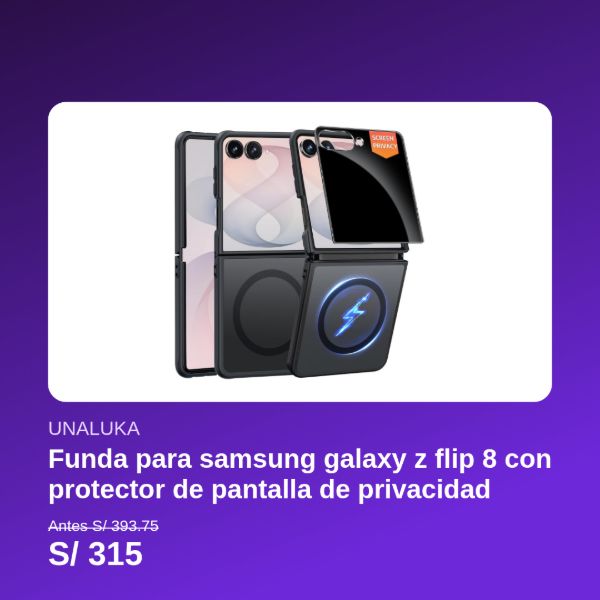 SCREEN
PRIVACY
UNALUKA
Funda para samsung galaxy z flip 8 con
protector de pantalla de privacidad
Antes S/ 393.75
S/ 315